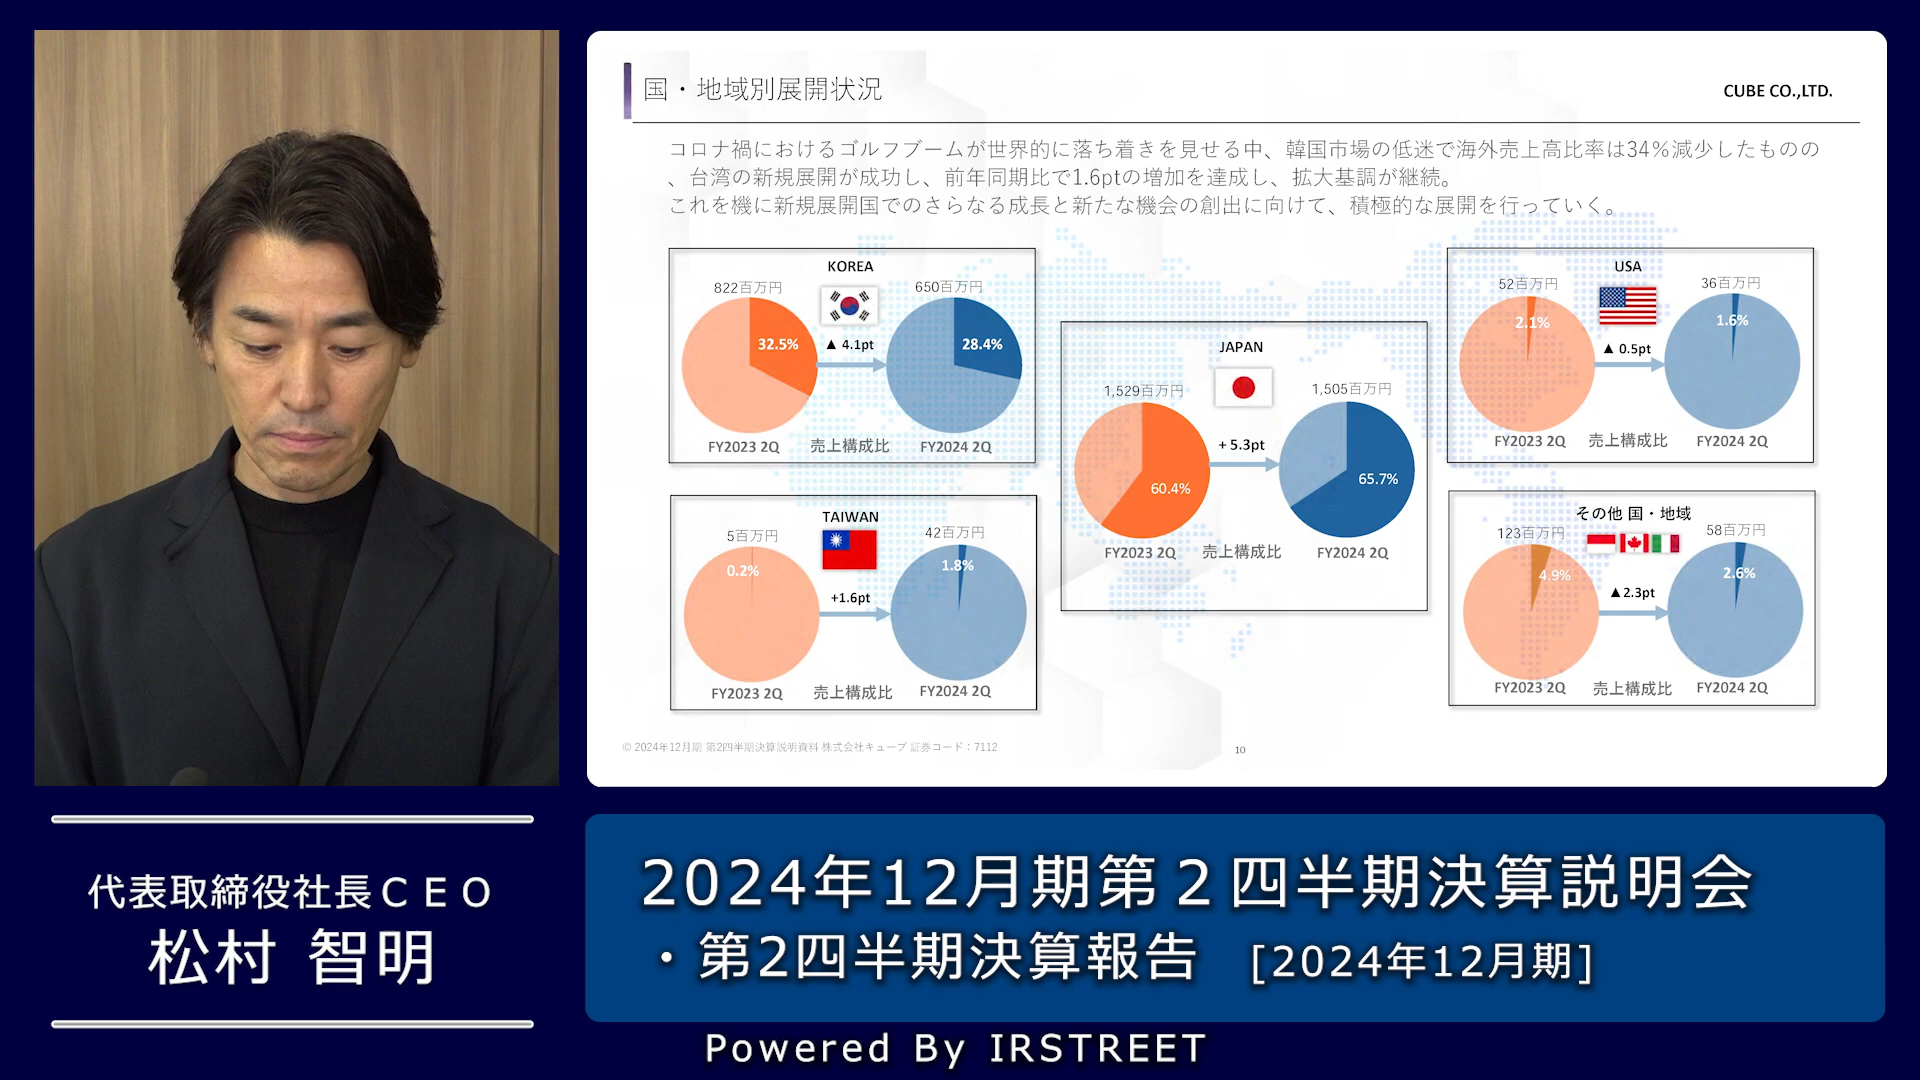 国・地域別展開状況
CUBE CO.,LTD.
コロナ禍におけるゴルフブームが世界的に落ち着きを見せる中、韓国市場の低迷で海外売上高比率は34%減少したものの
、台湾の新規展開が成功し、前年同期比で1.6ptの増加を達成し、拡大基調が継続。
これを機に新規展開国でのさらなる成長と新たな機会の創出に向けて、積極的な展開を行っていく。
KOREA
822百万円
650百万円
32.5%
▲ 4.1pt
28.4%
FY2023 2Q
売上構成比
FY2024 2Q
TAIWAN
5百万円
42百万円
0.2%
1.8%
+1.6pt
FY2023 2Q
売上構成比
FY2024 2Q
JAPAN
1,529百万円
1,505百万円
+ 5.3pt
60.4%
65.7%
FY2023 2Q
売上構成比
FY2024 2Q
USA
52百万円
36百万円
2.1%
1.6%
▲ 0.5pt
FY2023 2Q
売上構成比
FY2024 2Q
その他 国・地域
123百万円
58百万円
4.9%
2.6%
▲2.3pt
FY2023 2Q
売上構成比
FY2024 2Q
© 2024年12月期 第2四半期決算説明資料 株式会社キューブ 証券コード：7112
10
代表取締役社長ＣＥＯ
松村 智明
2024年12月期第２四半期決算説明会
・第2四半期決算報告 [2024年12月期]
Powered By IRSTREET